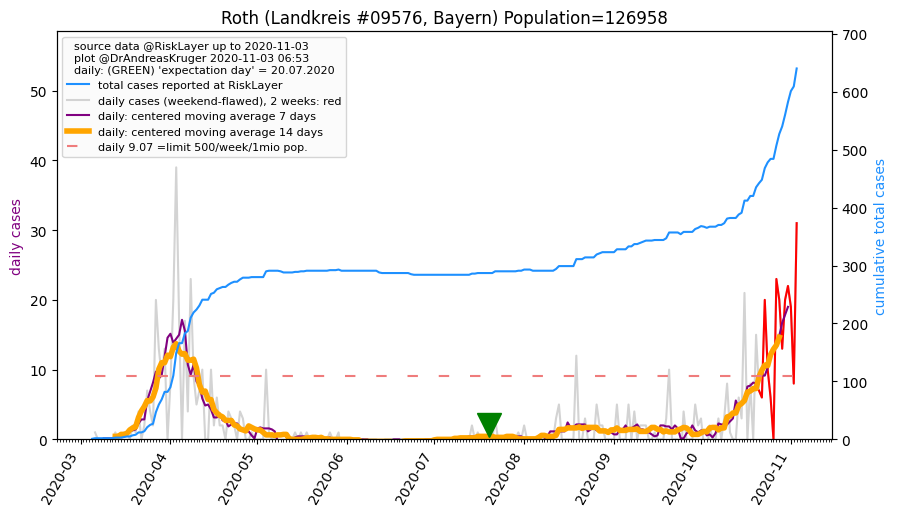 Roth (Landkreis #09576, Bayern) Population=126958
source data @RiskLayer up to 2020-11-03
plot @DrAndreasKruger 2020-11-03 06:53
daily: (GREEN) 'expectation day' = 20.07.2020
total cases reported at RiskLayer
daily cases (weekend-flawed), 2 weeks: red
daily: centered moving average 7 days
daily: centered moving average 14 days
daily 9.07 =limit 500/week/1mio pop.
daily cases
50
40
30
20
10
0
700
600
500
400
300
200
100
0
cumulative total cases
2020-03
2020-04
2020-05
2020-06
2020-07
2020-08
2020-09
2020-10
2020-11